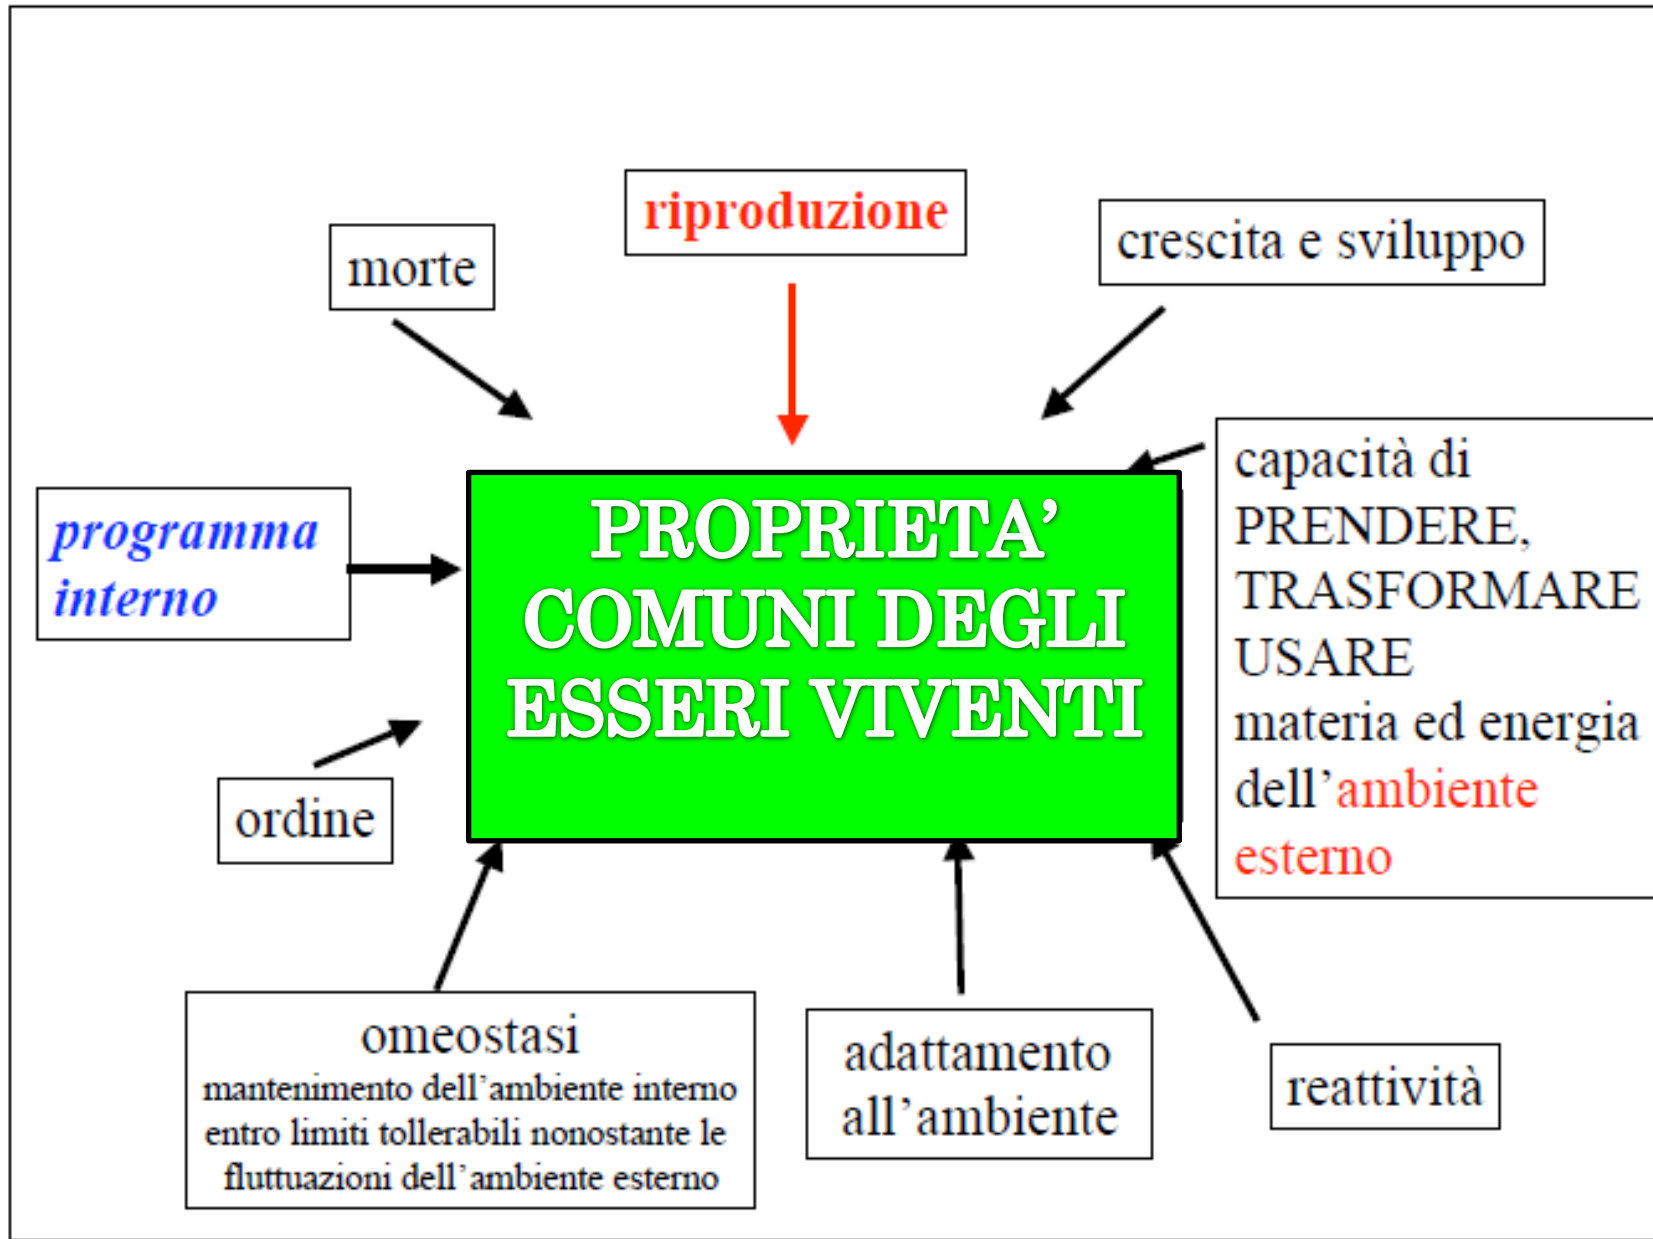 riproduzione
morte
crescita e sviluppo
programma
interno
PROPRIETA’
COMUNI DEGLI
ESSERI VIVENTI
capacità di
PRENDERE,
TRASFORMARE
USARE
materia ed energia
dell’ambiente
esterno
ordine
omeostasi
mantenimento dell’ambiente interno
entro limiti tollerabili nonostante le
fluttuazioni dell’ambiente esterno
adattamento
all’ambiente
reattività